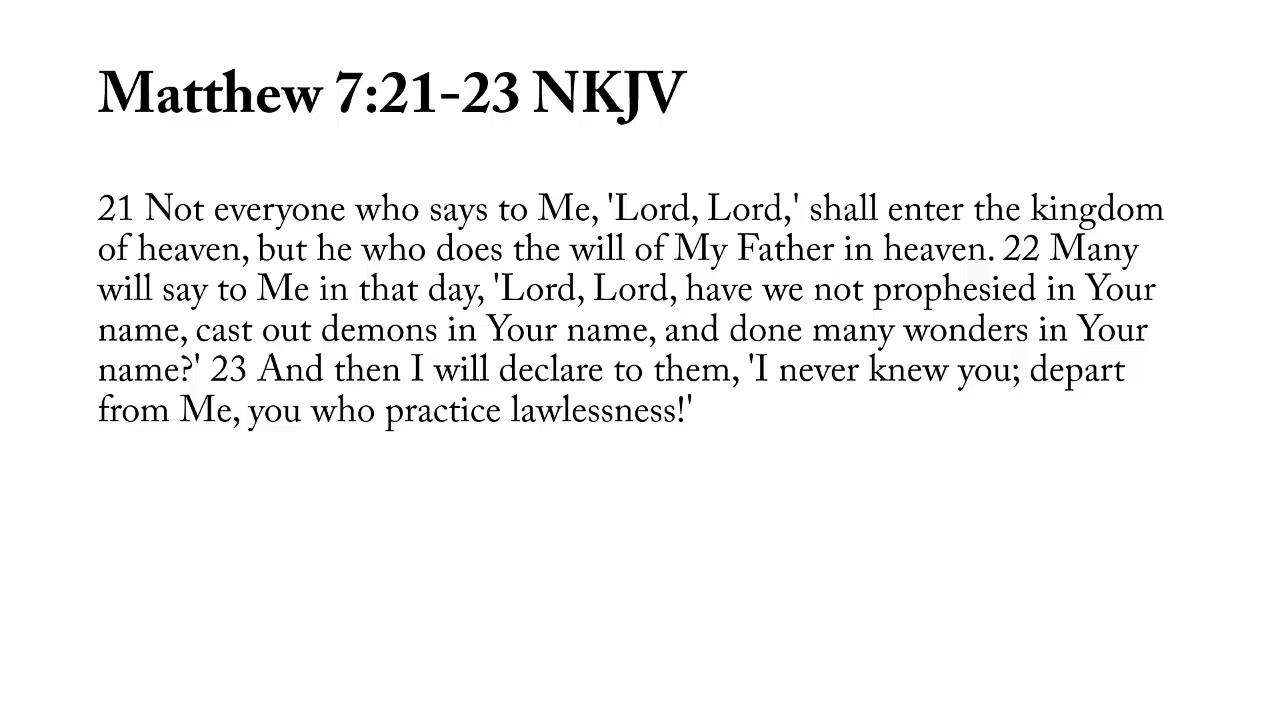 Matthew 7:21-23 NKJV
21 Not everyone who says to Me, 'Lord, Lord,' shall enter the kingdom
of heaven, but he who does the will of My Father in heaven. 22 Many
will say to Me in that day, 'Lord, Lord, have we not prophesied in Your
name, cast out demons in Your name, and done many wonders in Your
name?' 23 And then I will declare to them, 'I never knew you; depart
from Me, you who practice lawlessness!'